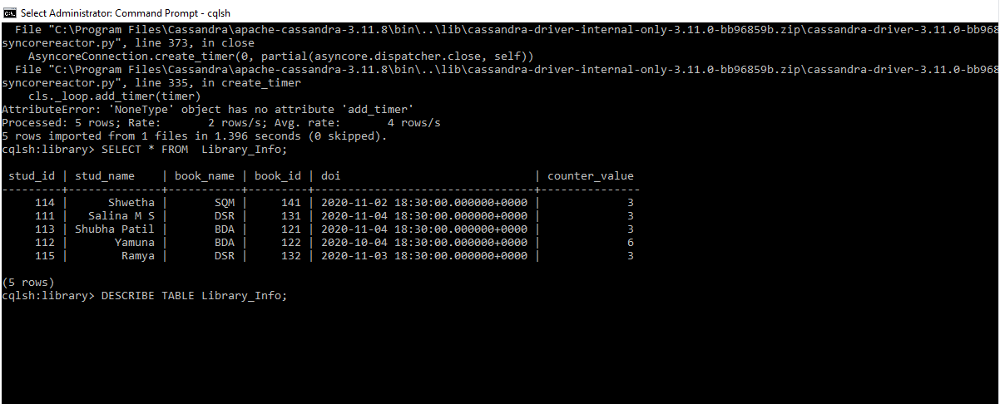 Select Administrator: Command Prompt - cqlsh
  File "C:\Program Files\Cassandra\apache-cassandra-3.11.8\bin\..\lib\cassandra-driver-internal-only-3.11.0-bb96859b.zip\cassandra-driver-3.11.0-bb968
syncorereactor.py", line 373, in close
    AsyncoreConnection.create_timer(0, partial(asyncore.dispatcher.close, self))
  File "C:\Program Files\Cassandra\apache-cassandra-3.11.8\bin\..\lib\cassandra-driver-internal-only-3.11.0-bb96859b.zip\cassandra-driver-3.11.0-bb968
syncorereactor.py", line 335, in create_timer
    cls._loop.add_timer(timer)
AttributeError: 'NoneType' object has no attribute 'add_timer'
Processed: 5 rows; Rate:       2 rows/s; Avg. rate:       4 rows/s
5 rows imported from 1 files in 1.396 seconds (0 skipped).
cqlsh:library> SELECT * FROM  Library_Info;
 stud_id | stud_name    | book_name | book_id | doi                             | counter_value
---------+--------------+-----------+---------+---------------------------------+---------------
     114 |      Shwetha |       SQM |     141 | 2020-11-02 18:30:00.000000+0000 |             3
     111 |   Salina M S |       DSR |     131 | 2020-11-04 18:30:00.000000+0000 |             3
     113 | Shubha Patil |       BDA |     121 | 2020-11-04 18:30:00.000000+0000 |             3
     112 |       Yamuna |       BDA |     122 | 2020-10-04 18:30:00.000000+0000 |             6
     115 |        Ramya |       DSR |     132 | 2020-11-03 18:30:00.000000+0000 |             3
(5 rows)
cqlsh:library> DESCRIBE TABLE Library_Info;